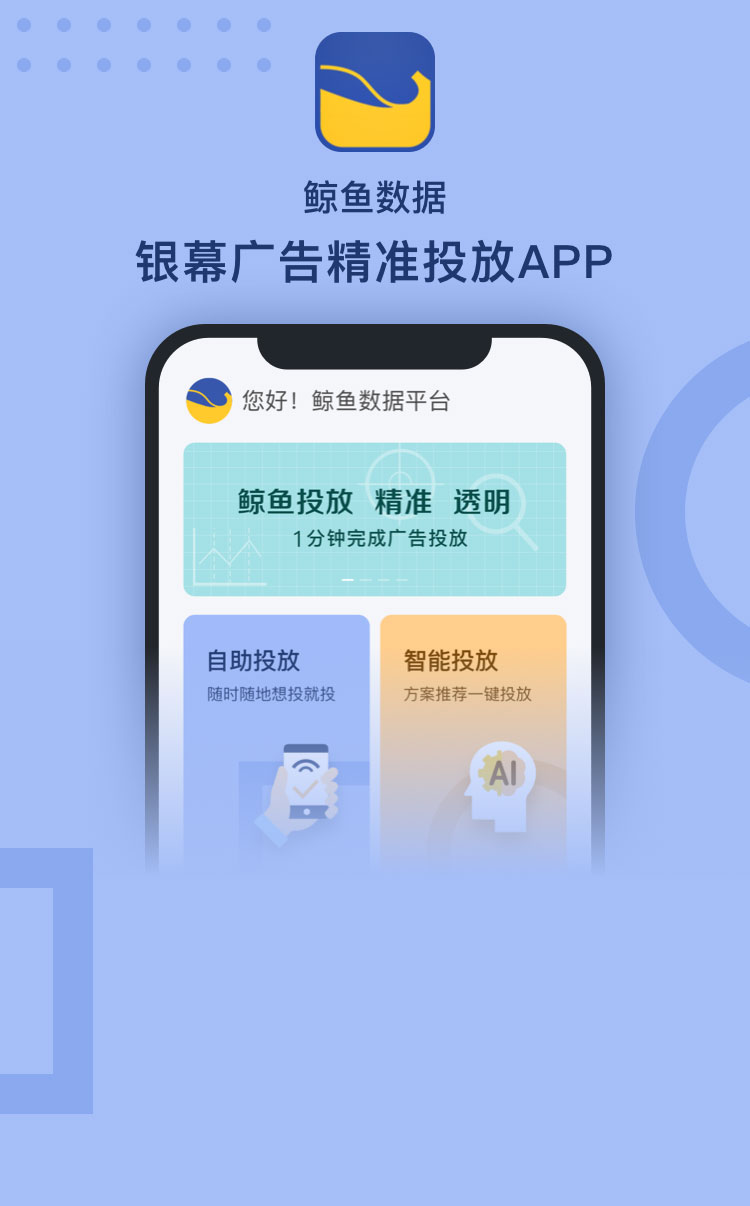 鲸鱼数据
银幕广告精准投放APP
您好！鲸鱼数据平台
鲸鱼投放 精准 透明
1分钟完成广告投放
自助投放
随时随地想投就投
智能投放
方案推荐一键投放
AI